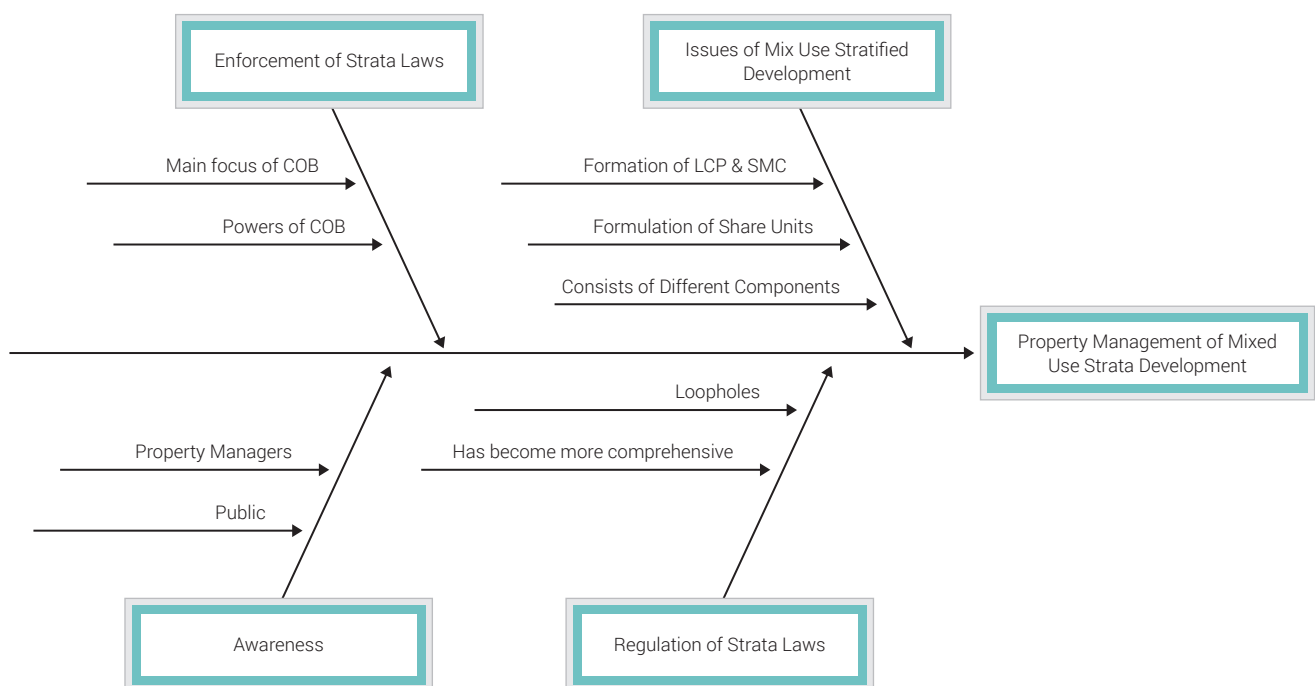 Enforcement of Strata Laws
Issues of Mix Use Stratified
Development
Main focus of COB
Powers of COB
Formation of LCP & SMC
Formulation of Share Units
Consists of Different Components
Property Management of Mixed
Use Strata Development
Loopholes
Has become more comprehensive
Property Managers
Public
Awareness
Regulation of Strata Laws